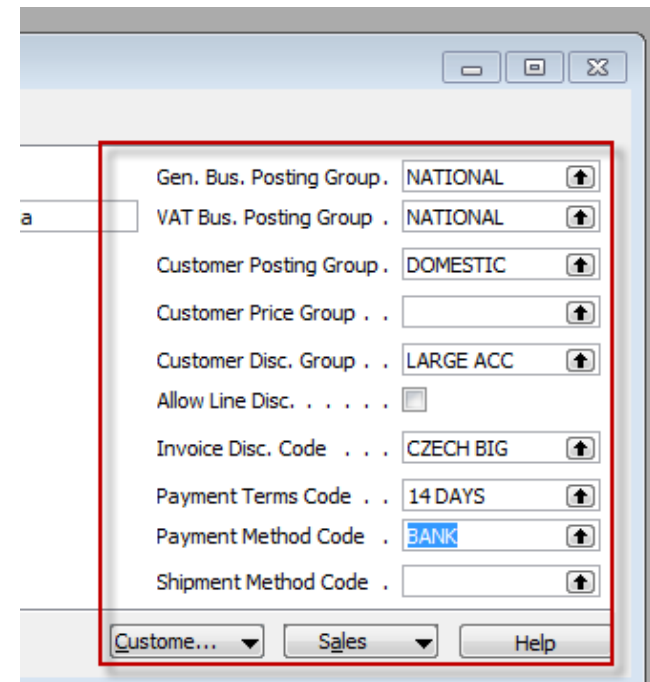 Gen. Bus. Posting Group. NATIONAL
a VAT Bus. Posting Group . NATIONAL
Customer Posting Group. DOMESTIC
Customer Price Group . .
Customer Disc. Group . . LARGE ACC
Allow Line Disc. . . . . .
Invoice Disc. Code . . . CZECH BIG
Payment Terms Code . . 14 DAYS
Payment Method Code . BANK
Shipment Method Code .
Custome... Sales Help